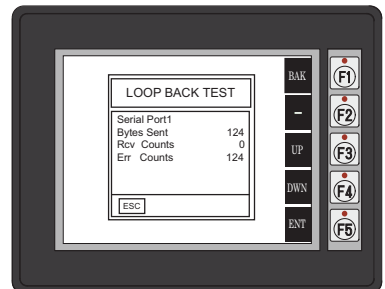 LOOP BACK TEST
Serial Port1
Bytes Sent 124
Rcv Counts 0
Err Counts 124
ESC
BAK
–
UP
DWN
ENT
F1
F2
F3
F4
F5